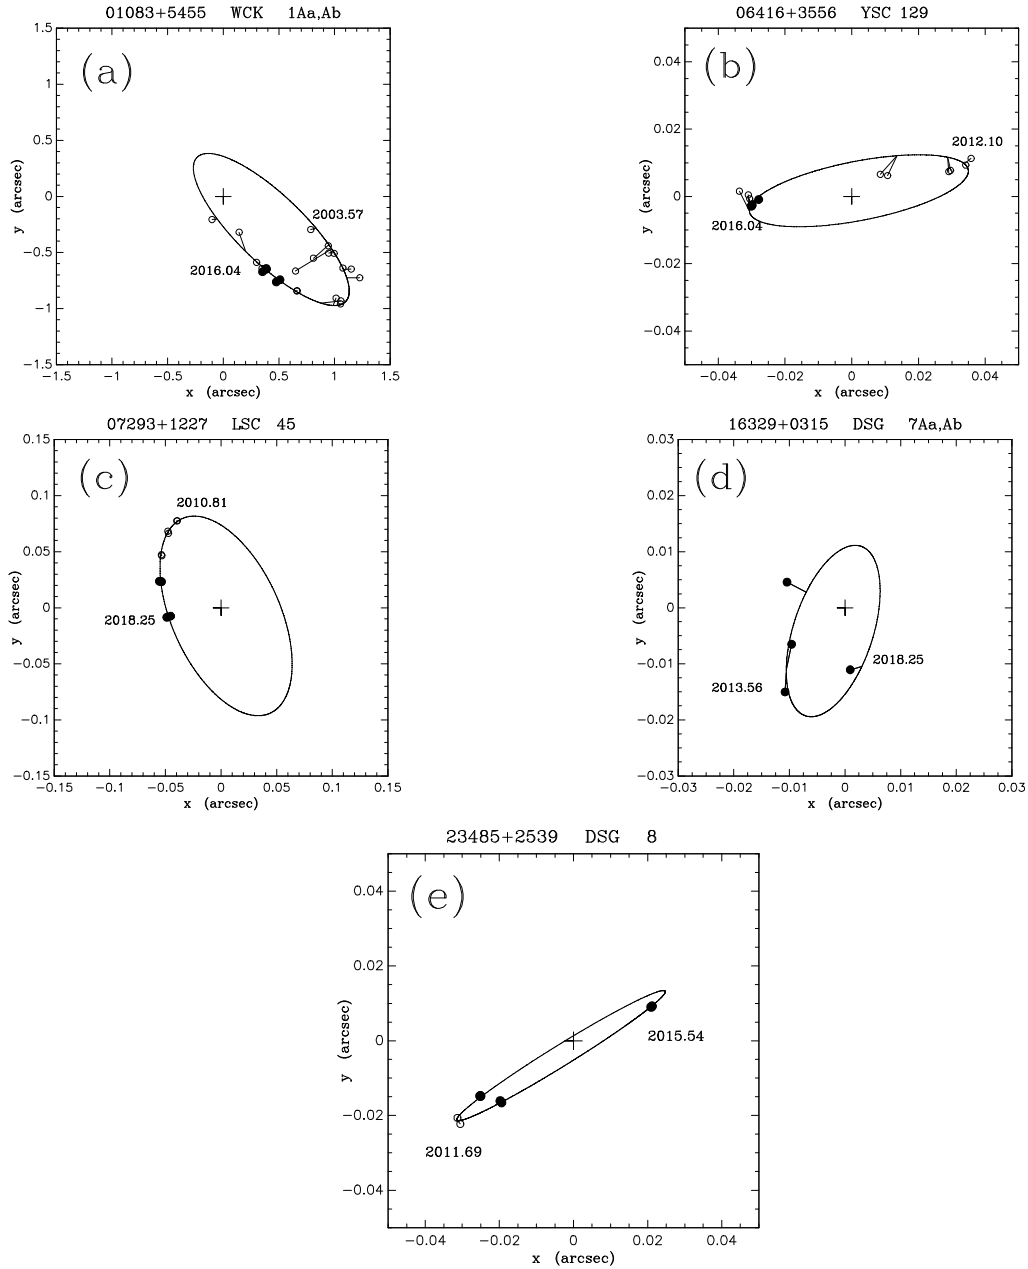 01083+5455 WCK 1Aa,Ab
(a)
1.5
1
0.5
0
−0.5
−1
−1.5
y (arcsec)
2003.57
2016.04
−1.5 −1 −0.5 0 0.5 1 1.5
x (arcsec)
06416+3556 YSC 129
(b)
0.04
0.02
0
−0.02
−0.04
y (arcsec)
2012.10
2016.04
−0.04 −0.02 0 0.02 0.04
x (arcsec)
07293+1227 LSC 45
(c)
0.15
0.1
0.05
0
−0.05
−0.1
−0.15
y (arcsec)
2010.81
2018.25
−0.15 −0.1 −0.05 0 0.05 0.1 0.15
x (arcsec)
16329+0315 DSG 7Aa,Ab
(d)
0.03
0.02
0.01
0
−0.01
−0.02
−0.03
y (arcsec)
2018.25
2013.56
−0.03 −0.02 −0.01 0 0.01 0.02 0.03
x (arcsec)
23485+2539 DSG 8
(e)
0.04
0.02
0
−0.02
−0.04
y (arcsec)
2015.54
2011.69
−0.04 −0.02 0 0.02 0.04
x (arcsec)